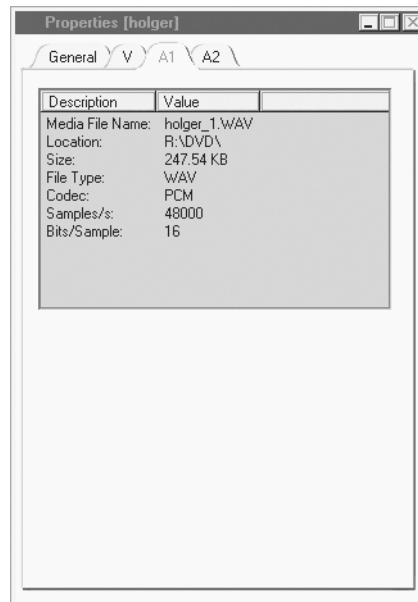 Properties [holger]
General V A1 A2
Description Value
Media File Name: holger_1.WAV
Location: R:\DVD\
Size: 247.54 KB
File Type: WAV
Codec: PCM
Samples/s: 48000
Bits/Sample: 16